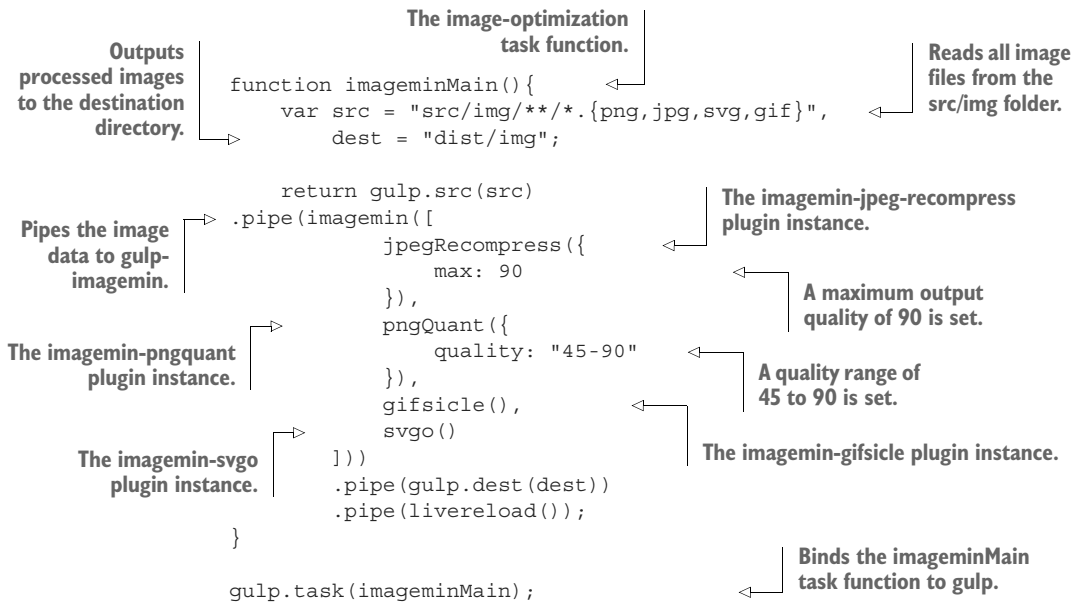 The image-optimization
task function.
Outputs
processed images
to the destination
directory.
Reads all image
files from the
src/img folder.
function imageminMain(){
    var src = "src/img/**/*.{png,jpg,svg,gif}",
        dest = "dist/img";
    return gulp.src(src)
.pipe(imagemin([
            jpegRecompress({
                max: 90
            }),
            pngQuant({
                quality: "45-90"
            }),
            gifsicle(),
            svgo()
        ]))
        .pipe(gulp.dest(dest))
        .pipe(livereload());
}
gulp.task(imageminMain);
Pipes the image
data to gulp-
imagemin.
The imagemin-jpeg-recompress
plugin instance.
A maximum output
quality of 90 is set.
The imagemin-pngquant
plugin instance.
A quality range of
45 to 90 is set.
The imagemin-svgo
plugin instance.
The imagemin-gifsicle plugin instance.
Binds the imageminMain
task function to gulp.